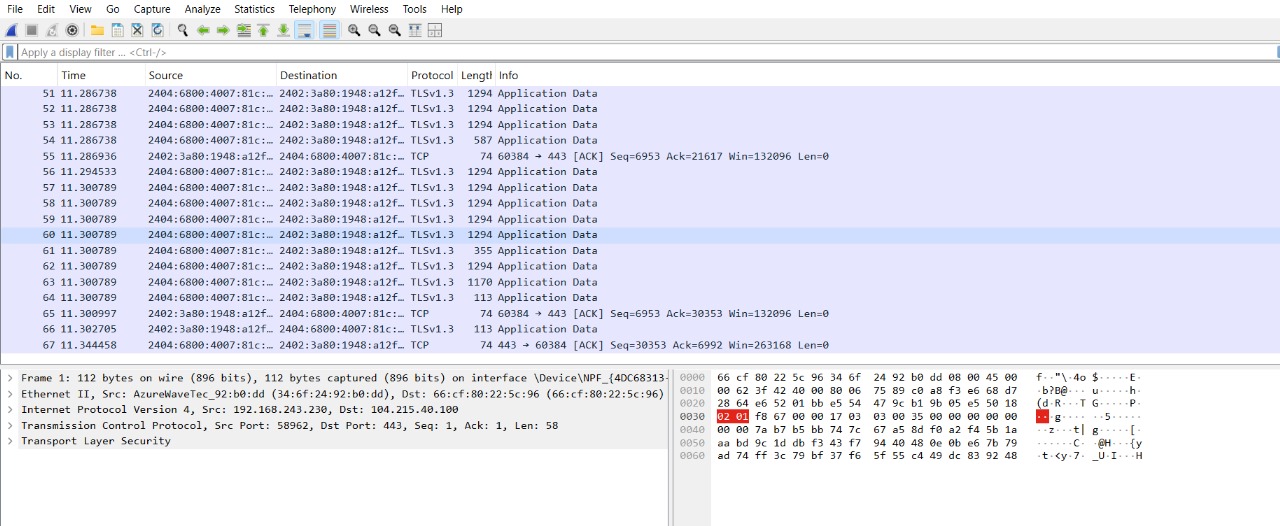 File Edit View Go Capture Analyze Statistics Telephony Wireless Tools Help
Apply a display filter … <Ctrl-/>
No. Time Source Destination Protocol Length Info
51 11.286738 2404:6800:4007:81c:… 2402:3a80:1948:a12f… TLSv1.3 1294 Application Data
52 11.286738 2404:6800:4007:81c:… 2402:3a80:1948:a12f… TLSv1.3 1294 Application Data
53 11.286738 2404:6800:4007:81c:… 2402:3a80:1948:a12f… TLSv1.3 1294 Application Data
54 11.286738 2404:6800:4007:81c:… 2402:3a80:1948:a12f… TLSv1.3 587 Application Data
55 11.286936 2402:3a80:1948:a12f… 2404:6800:4007:81c:… TCP 74 60384 → 443 [ACK] Seq=6953 Ack=21617 Win=132096 Len=0
56 11.294533 2404:6800:4007:81c:… 2402:3a80:1948:a12f… TLSv1.3 1294 Application Data
57 11.300789 2404:6800:4007:81c:… 2402:3a80:1948:a12f… TLSv1.3 1294 Application Data
58 11.300789 2404:6800:4007:81c:… 2402:3a80:1948:a12f… TLSv1.3 1294 Application Data
59 11.300789 2404:6800:4007:81c:… 2402:3a80:1948:a12f… TLSv1.3 1294 Application Data
60 11.300789 2404:6800:4007:81c:… 2402:3a80:1948:a12f… TLSv1.3 1294 Application Data
61 11.300789 2404:6800:4007:81c:… 2402:3a80:1948:a12f… TLSv1.3 355 Application Data
62 11.300789 2404:6800:4007:81c:… 2402:3a80:1948:a12f… TLSv1.3 1294 Application Data
63 11.300789 2404:6800:4007:81c:… 2402:3a80:1948:a12f… TLSv1.3 1170 Application Data
64 11.300789 2404:6800:4007:81c:… 2402:3a80:1948:a12f… TLSv1.3 113 Application Data
65 11.300997 2402:3a80:1948:a12f… 2404:6800:4007:81c:… TCP 74 60384 → 443 [ACK] Seq=6953 Ack=30353 Win=132096 Len=0
66 11.302705 2402:3a80:1948:a12f… 2404:6800:4007:81c:… TLSv1.3 113 Application Data
67 11.344458 2404:6800:4007:81c:… 2402:3a80:1948:a12f… TCP 74 443 → 60384 [ACK] Seq=30353 Ack=6992 Win=263168 Len=0
Frame 1: 112 bytes on wire (896 bits), 112 bytes captured (896 bits) on interface \Device\NPF_{4DC68313-
Ethernet II, Src: AzureWaveTec_92:b0:dd (34:6f:24:92:b0:dd), Dst: 66:cf:80:22:5c:96 (66:cf:80:22:5c:96)
Internet Protocol Version 4, Src: 192.168.243.230, Dst: 104.215.40.100
Transmission Control Protocol, Src Port: 58962, Dst Port: 443, Seq: 1, Ack: 1, Len: 58
Transport Layer Security
0000 66 cf 80 22 5c 96 34 6f 24 92 b0 dd 08 00 45 00 f··"\·4o $·····E·
0010 00 62 3f 42 40 00 80 06 75 89 c0 a8 f3 e6 68 d7 ·b?B@··· u·····h·
0020 28 64 e6 52 01 bb e5 54 47 9c b1 9b 05 e5 50 18 (d·R···T G·····P·
0030 02 01 f8 67 00 00 17 03 03 00 35 00 00 00 00 00 ···g···· ··5·····
0040 00 00 7a b7 b5 bb 74 7c 67 a5 8d f0 a2 f4 5b 1a ··z···t| g·····[·
0050 aa bd 9c 1d db f3 43 f7 94 40 48 0e 0b e6 7b 79 ······C· ·@H···{y
0060 ad 74 ff 3c 79 bf 37 f6 5f 55 c4 49 dc 83 92 48 ·t·<y·7· _U·I···H